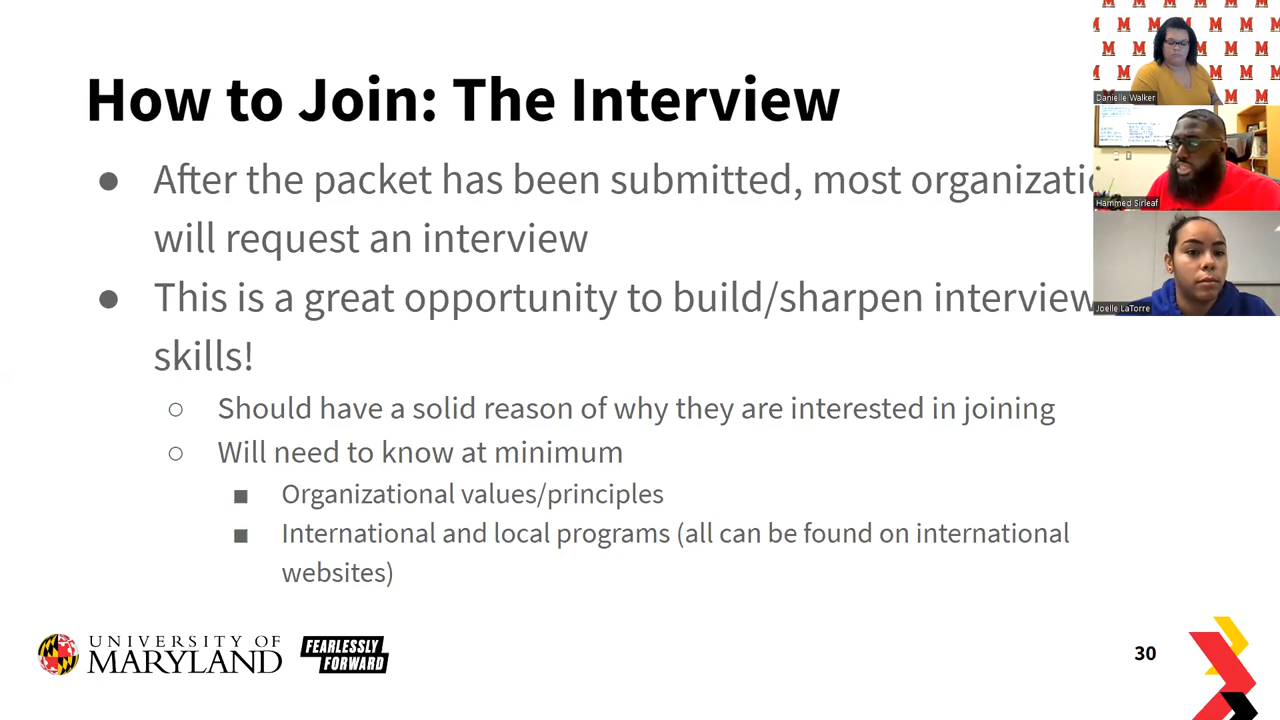 How to Join: The Interview
● After the packet has been submitted, most organizatio
will request an interview
● This is a great opportunity to build/sharpen interview
skills!
○ Should have a solid reason of why they are interested in joining
○ Will need to know at minimum
■ Organizational values/principles
■ International and local programs (all can be found on international
websites)
Danielle Walker
Hammed Sirleaf
Joelle LaTorre
UNIVERSITY OF
MARYLAND
FEARLESSLY
FORWARD
30